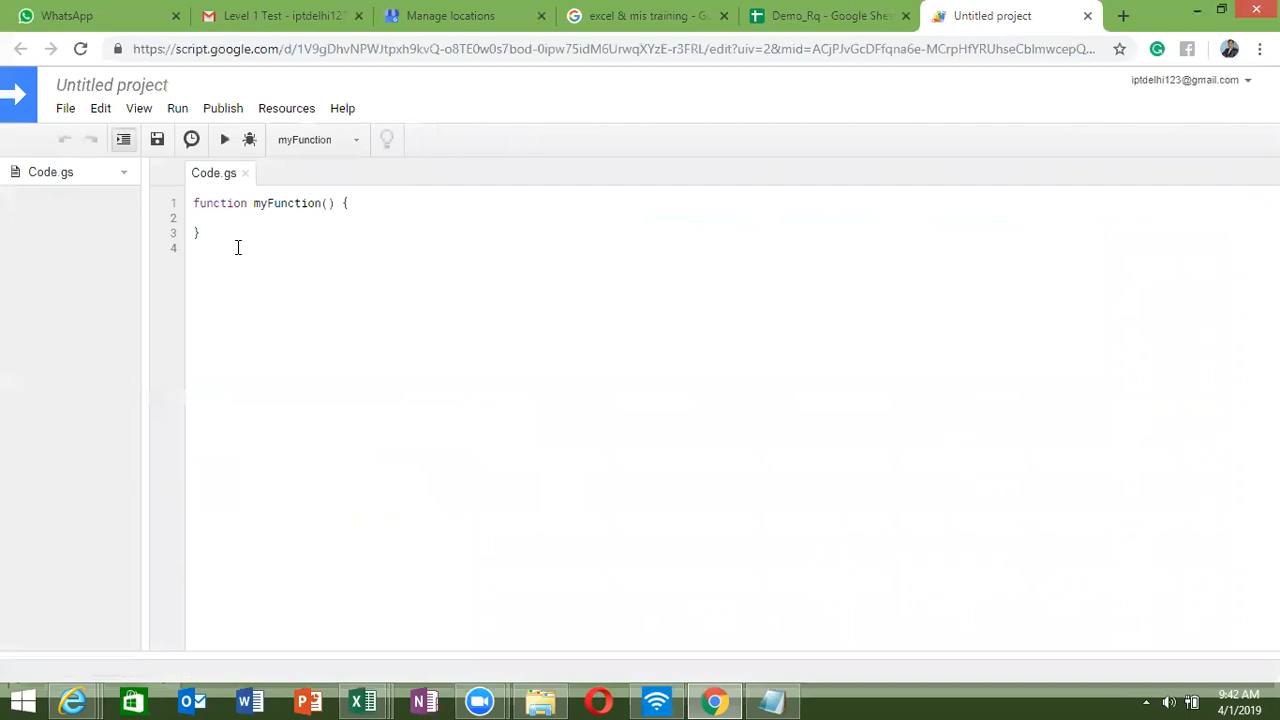 WhatsApp
Level 1 Test - iptdelhi123
Manage locations
excel & mis training - G
Demo_Rq - Google Shee
Untitled project
https://script.google.com/d/1V9gDhvNPWJtpxh9kvQ-o8TE0w0s7bod-0ipw75idM6UrwqXYzE-r3FRL/edit?uiv=2&mid=ACjPJvGcDFfqna6e-MCrpHfYRUhseCblmwcepQ...
Untitled project
iptdelhi123@gmail.com
File Edit View Run Publish Resources Help
myFunction
Code.gs
Code.gs
1 function myFunction() {
2
3 }
4
9:42 AM
4/1/2019